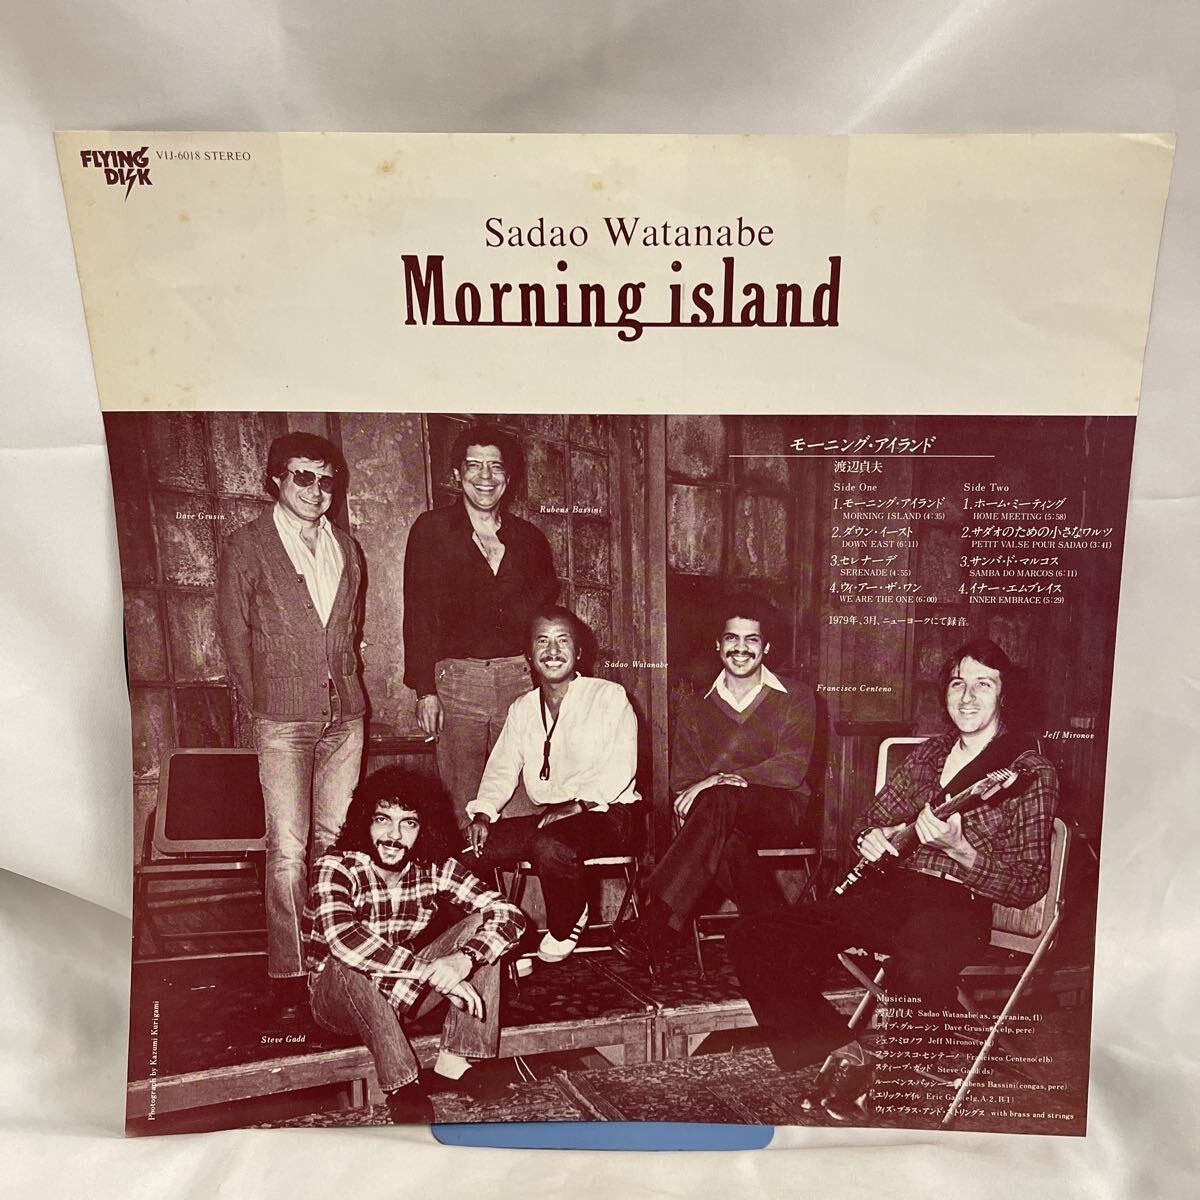 FLYING
DISK
VIJ-6018 STEREO
Sadao Watanabe
Morning island
モーニング・アイランド
渡辺貞夫
Side One
1.モーニング・アイランド
MORNING ISLAND (4:35)
2.ダウン・イースト
DOWN EAST (6:11)
3.セレナーデ
SERENADE (4:55)
4.ウィ・アー・ザ・ワン
WE ARE THE ONE (6:00)
Side Two
1.ホーム・ミーティング
HOME MEETING (5:58)
2.サダオのための小さなワルツ
PETIT VALSE POUR SADAO (3:41)
3.サンバ・ド・マルコス
SAMBA DO MARCOS (6:11)
4.イナー・エムブレイス
INNER EMBRACE (5:29)
1979年、3月、ニューヨークにて録音。
Dave Grusin
Rubens Bassini
Sadao Watanabe
Francisco Centeno
Jeff Mironov
Steve Gadd
Photograph by Kazumi Kurigami
Musicians
渡辺貞夫 Sadao Watanabe (as, sopranino, fl)
デイブ・グルーシン Dave Grusin elp, perc)
ジェフ・ミロノフ Jeff Mironov
フランシスコ・センテーノ Francisco Centeno (elb)
スティーブ・ガッド Steve Gadd (ds)
ルーベンス・バッシーニ Rubens Bassini (congas, perc)
エリック・ゲイル Eric Gale (elg, A-2, B-1)
ウィズ・ブラス・アンド・ストリングス with brass and strings